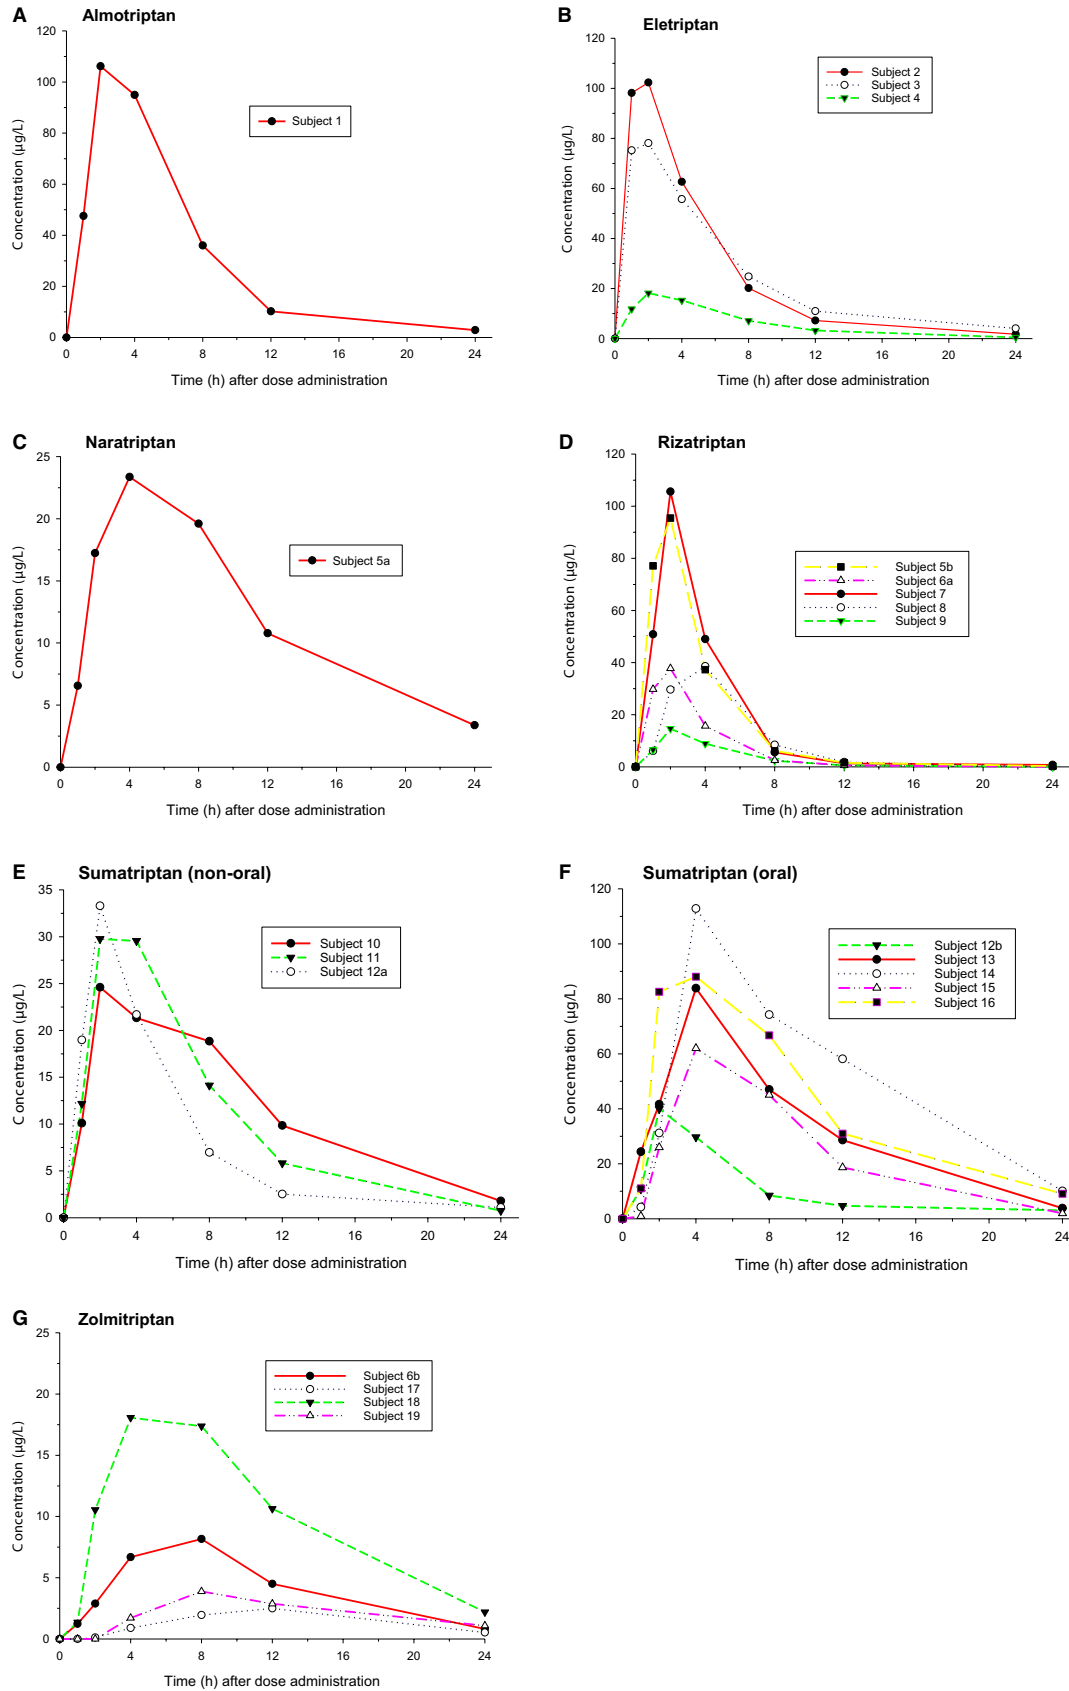 A
Almotriptan
120
100
80
60
40
20
0
Concentration (µg/L)
Subject 1
0 4 8 12 16 20 24
Time (h) after dose administration
B
Eletriptan
120
100
80
60
40
20
0
Concentration (µg/L)
Subject 2
Subject 3
Subject 4
0 4 8 12 16 20 24
Time (h) after dose administration
C
Naratriptan
25
20
15
10
5
0
Concentration (µg/L)
Subject 5a
0 4 8 12 16 20 24
Time (h) after dose administration
D
Rizatriptan
120
100
80
60
40
20
0
Concentration (µg/L)
Subject 5b
Subject 6a
Subject 7
Subject 8
Subject 9
0 4 8 12 16 20 24
Time (h) after dose administration
E
Sumatriptan (non-oral)
35
30
25
20
15
10
5
0
Concentration (µg/L)
Subject 10
Subject 11
Subject 12a
0 4 8 12 16 20 24
Time (h) after dose administration
F
Sumatriptan (oral)
120
100
80
60
40
20
0
Concentration (µg/L)
Subject 12b
Subject 13
Subject 14
Subject 15
Subject 16
0 4 8 12 16 20 24
Time (h) after dose administration
G
Zolmitriptan
25
20
15
10
5
0
Concentration (µg/L)
Subject 6b
Subject 17
Subject 18
Subject 19
0 4 8 12 16 20 24
Time (h) after dose administration